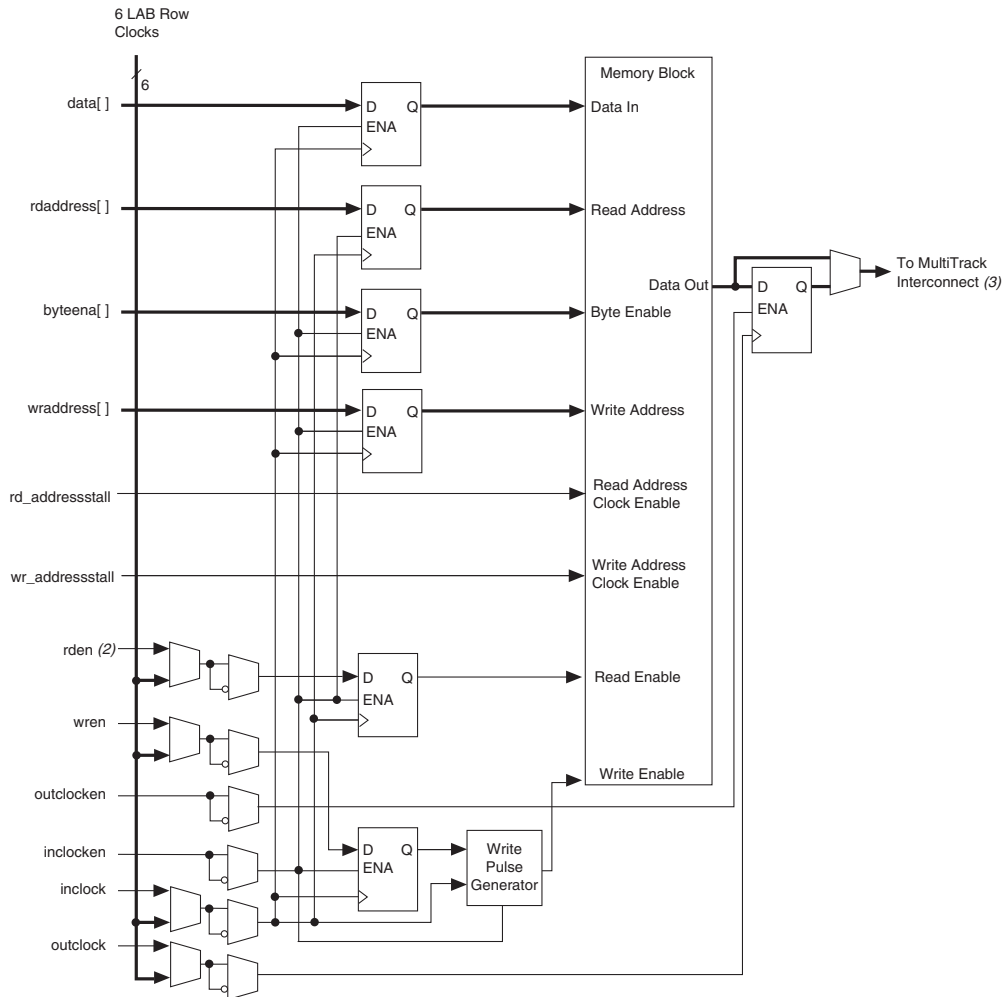 6 LAB Row
Clocks
6
Memory Block
data[ ]
D Q
ENA
Data In
rdaddress[ ]
D Q
ENA
Read Address
To MultiTrack
Interconnect (3)
Data Out
D Q
ENA
byteena[ ]
D Q
ENA
Byte Enable
wraddress[ ]
D Q
ENA
Write Address
rd_addressstall
Read Address
Clock Enable
wr_addressstall
Write Address
Clock Enable
rden (2)
D Q
ENA
Read Enable
wren
Write Enable
outclocken
inclocken
D Q
ENA
Write
Pulse
Generator
inclock
outclock